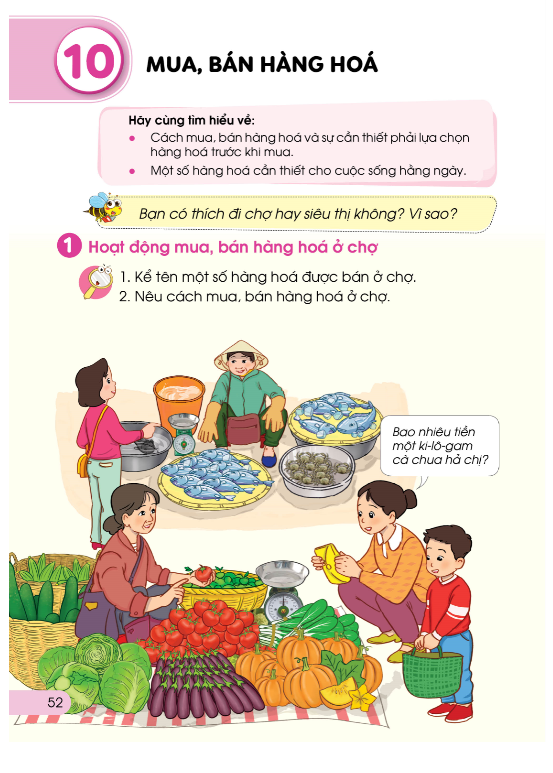 10
MUA, BÁN HÀNG HOÁ
Hãy cùng tìm hiểu về:
● Cách mua, bán hàng hoá và sự cần thiết phải lựa chọn
hàng hoá trước khi mua.
● Một số hàng hoá cần thiết cho cuộc sống hằng ngày.
Bạn có thích đi chợ hay siêu thị không? Vì sao?
1 Hoạt động mua, bán hàng hoá ở chợ
1. Kể tên một số hàng hoá được bán ở chợ.
2. Nêu cách mua, bán hàng hoá ở chợ.
Bao nhiêu tiền
một ki-lô-gam
cà chua hả chị?
52